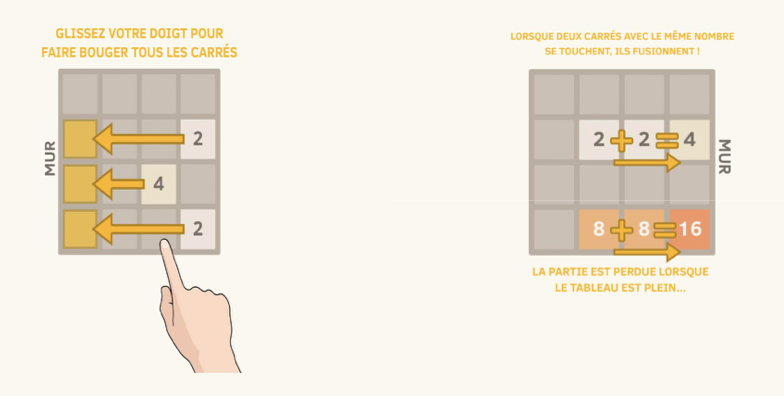 GLISSEZ VOTRE DOIGT POUR
FAIRE BOUGER TOUS LES CARRÉS
MUR
2
4
2
LORSQUE DEUX CARRÉS AVEC LE MÊME NOMBRE
SE TOUCHENT, ILS FUSIONNENT !
2 + 2 = 4
MUR
8 + 8 = 16
LA PARTIE EST PERDUE LORSQUE
LE TABLEAU EST PLEIN...